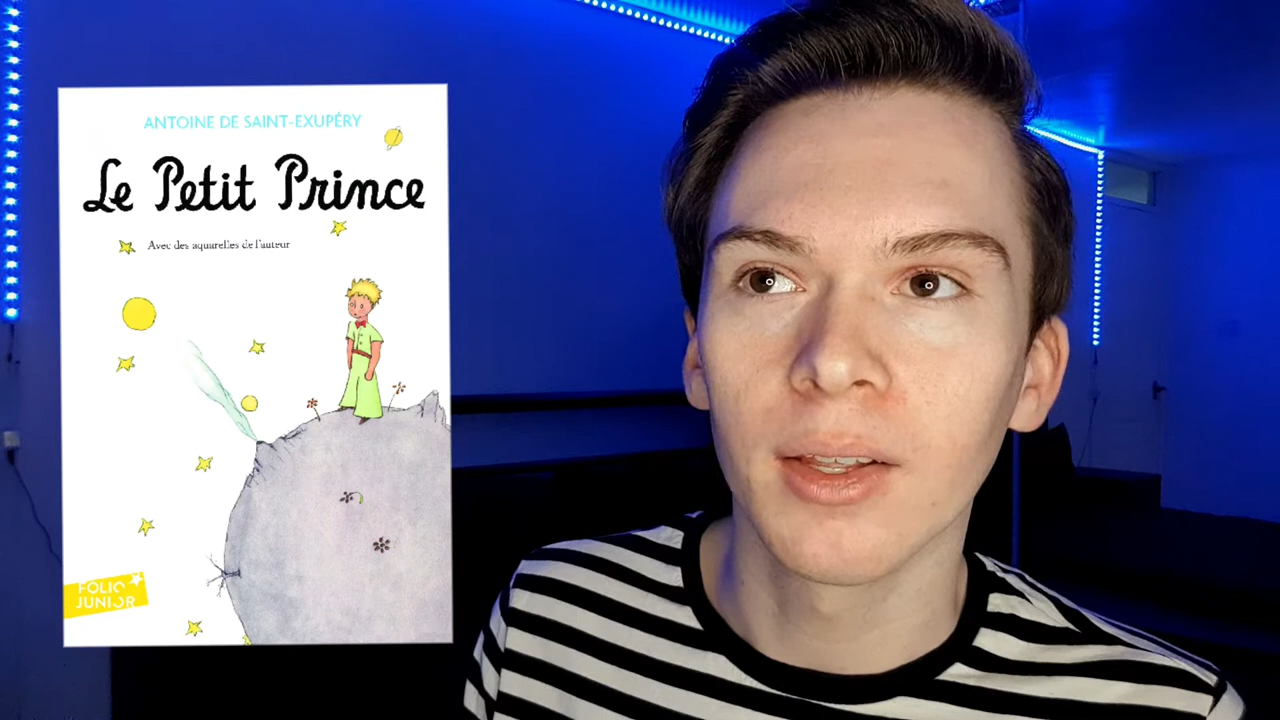 ANTOINE DE SAINT-EXUPÉRY
Le Petit Prince
Avec des aquarelles de l'auteur
FOLIO
JUNIOR